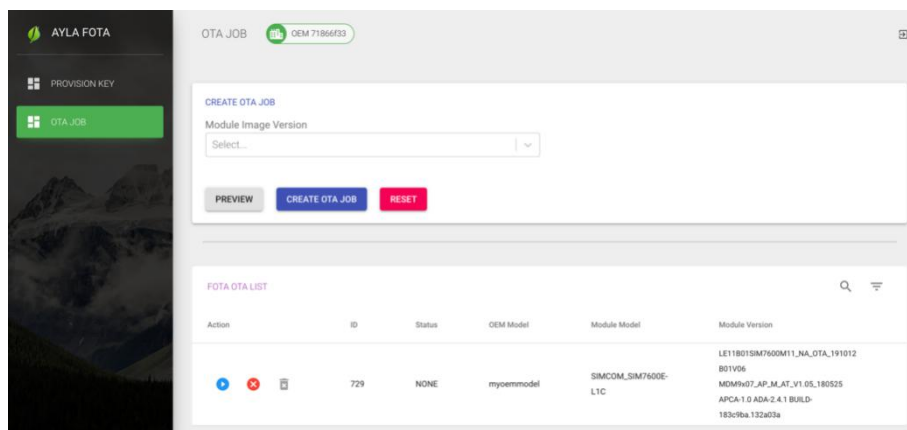 AYLA FOTA
PROVISION KEY
OTA JOB
OTA JOB
OEM 71866f33
CREATE OTA JOB
Module Image Version
Select...
PREVIEW
CREATE OTA JOB
RESET
FOTA OTA LIST
Action ID Status OEM Model Module Model Module Version
729 NONE myoemmodel
SIMCOM_SIM7600E-
L1C
LE11B01SIM7600M11_NA_OTA_191012
B01V06
MDM9x07_AP_M_AT_V1.05_180525
APCA-1.0 ADA-2.4.1 BUILD-
183c9ba.132a03a